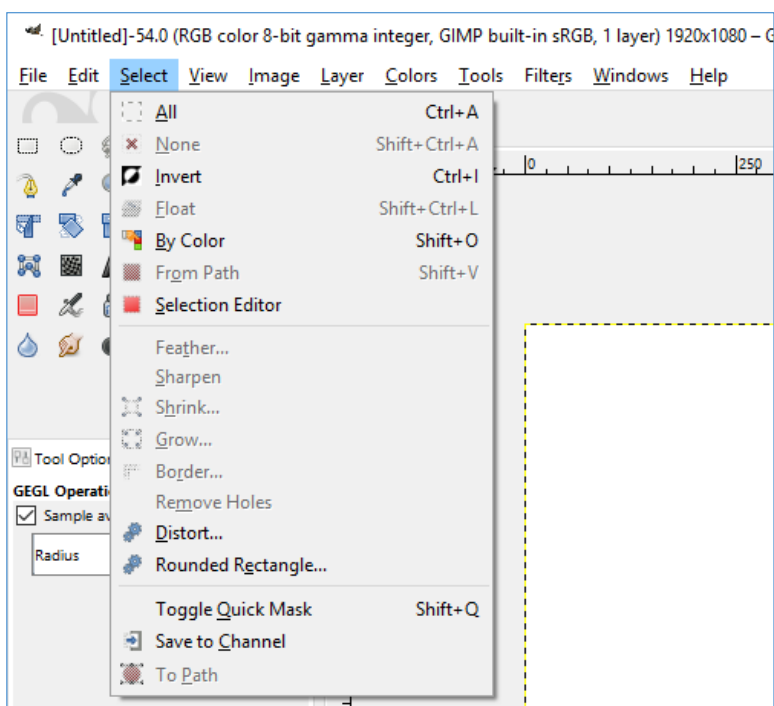 [Untitled]-54.0 (RGB color 8-bit gamma integer, GIMP built-in sRGB, 1 layer) 1920x1080 – G
File Edit Select View Image Layer Colors Tools Filters Windows Help
All Ctrl+A
None Shift+Ctrl+A
Invert Ctrl+I
Float Shift+Ctrl+L
By Color Shift+O
From Path Shift+V
Selection Editor
0 250
Feather...
Sharpen
Shrink...
Grow...
Border...
Remove Holes
Distort...
Rounded Rectangle...
Toggle Quick Mask Shift+Q
Save to Channel
To Path
Tool Option
GEGL Operati
Sample av
Radius